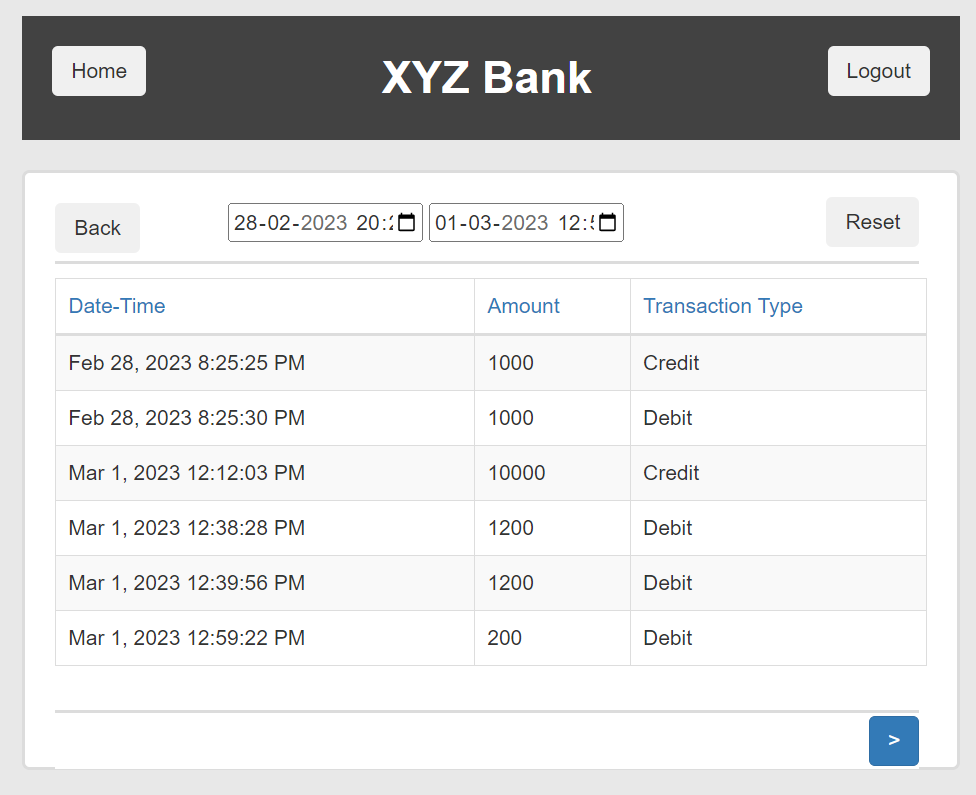 Home XYZ Bank Logout
Back 28-02-2023 20: 01-03-2023 12: Reset
Date-Time Amount Transaction Type
Feb 28, 2023 8:25:25 PM 1000 Credit
Feb 28, 2023 8:25:30 PM 1000 Debit
Mar 1, 2023 12:12:03 PM 10000 Credit
Mar 1, 2023 12:38:28 PM 1200 Debit
Mar 1, 2023 12:39:56 PM 1200 Debit
Mar 1, 2023 12:59:22 PM 200 Debit
>